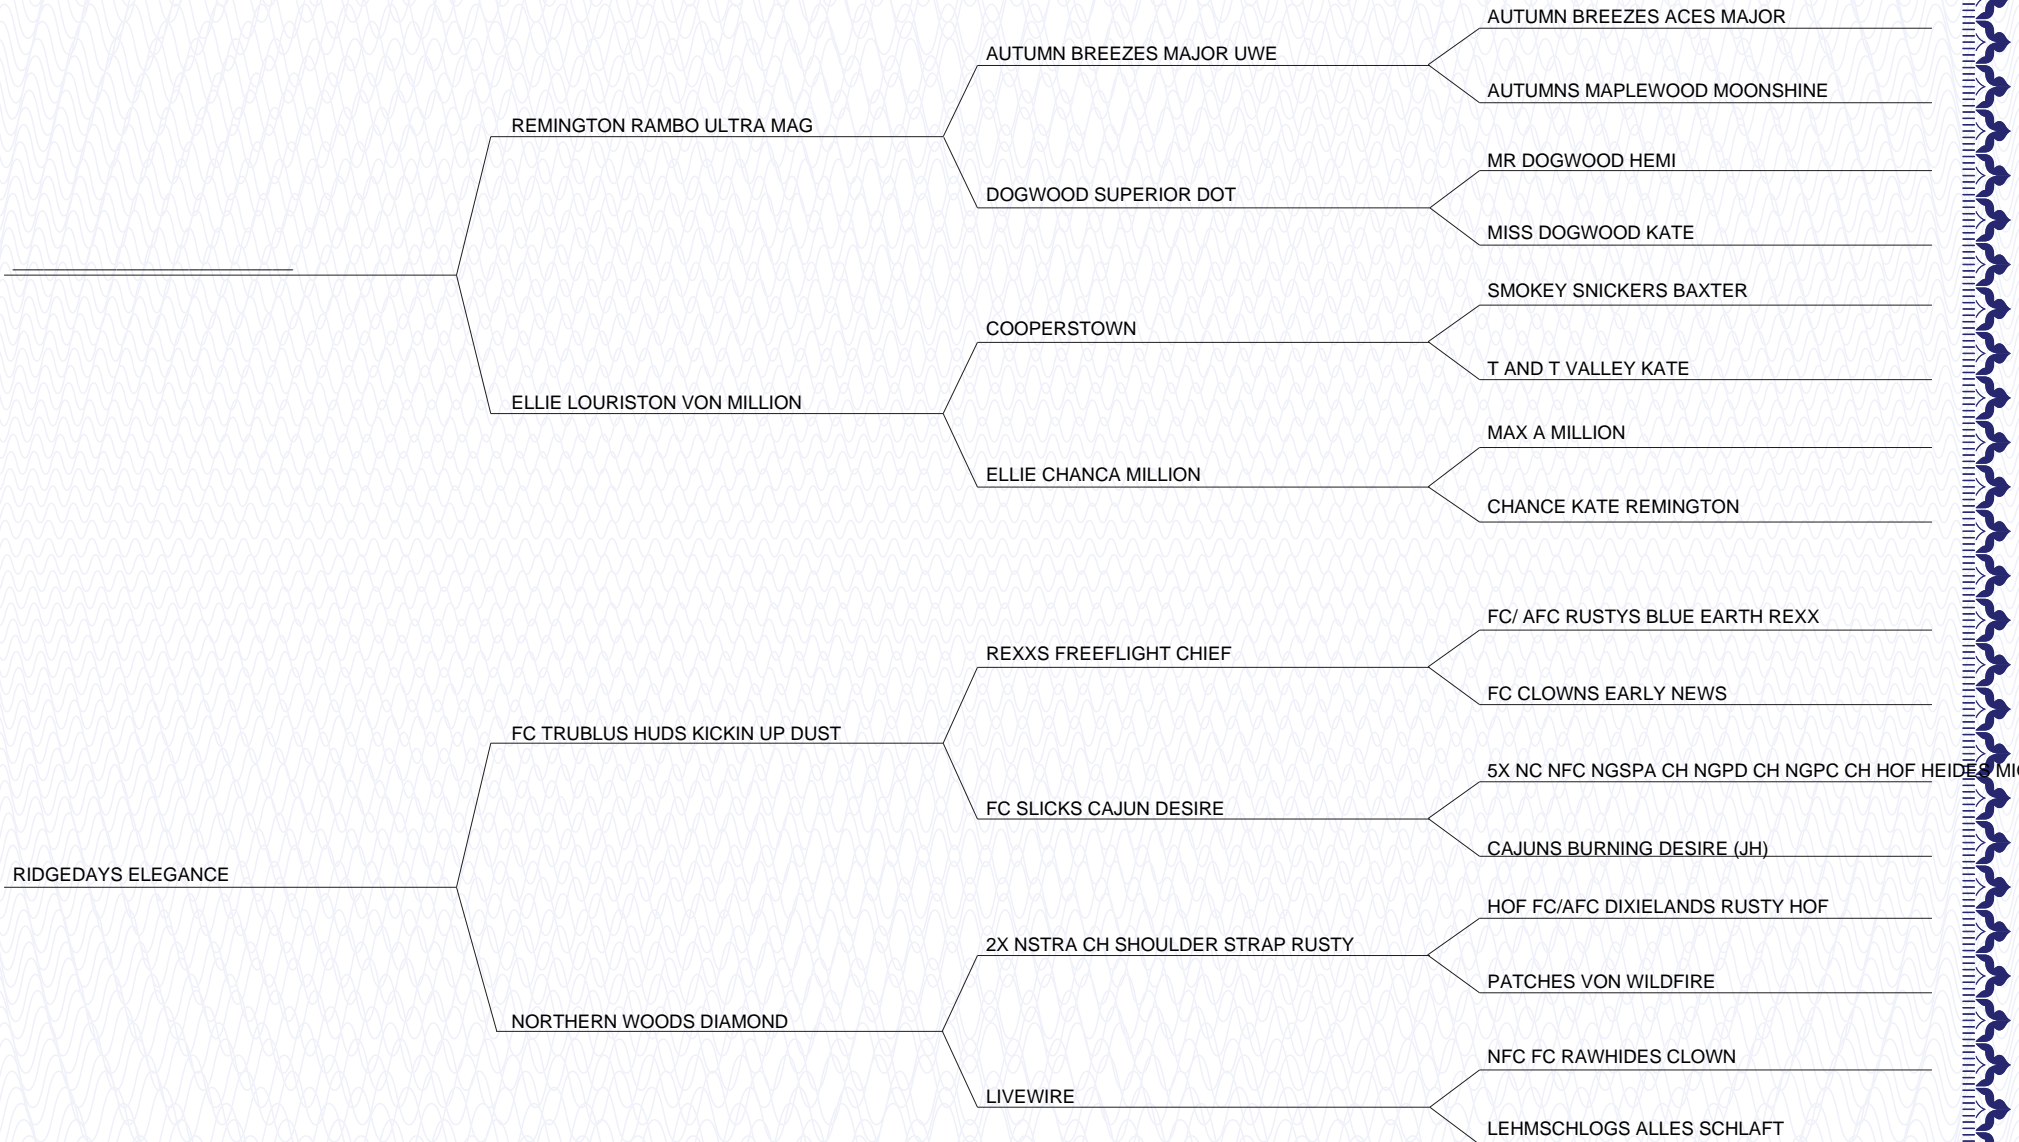 AUTUMN BREEZES ACES MAJOR
AUTUMN BREEZES MAJOR UWE
AUTUMNS MAPLEWOOD MOONSHINE
REMINGTON RAMBO ULTRA MAG
MR DOGWOOD HEMI
DOGWOOD SUPERIOR DOT
MISS DOGWOOD KATE
SMOKEY SNICKERS BAXTER
COOPERSTOWN
T AND T VALLEY KATE
ELLIE LOURISTON VON MILLION
MAX A MILLION
ELLIE CHANCA MILLION
CHANCE KATE REMINGTON
FC/ AFC RUSTYS BLUE EARTH REXX
REXXS FREEFLIGHT CHIEF
FC CLOWNS EARLY NEWS
FC TRUBLUS HUDS KICKIN UP DUST
5X NC NFC NGSPA CH NGPD CH NGPC CH HOF HEIDES
FC SLICKS CAJUN DESIRE
CAJUNS BURNING DESIRE (JH)
RIDGEDAYS ELEGANCE
HOF FC/AFC DIXIELANDS RUSTY HOF
2X NSTRA CH SHOULDER STRAP RUSTY
PATCHES VON WILDFIRE
NORTHERN WOODS DIAMOND
NFC FC RAWHIDES CLOWN
LIVEWIRE
LEHMSCHLOGS ALLES SCHLAFT